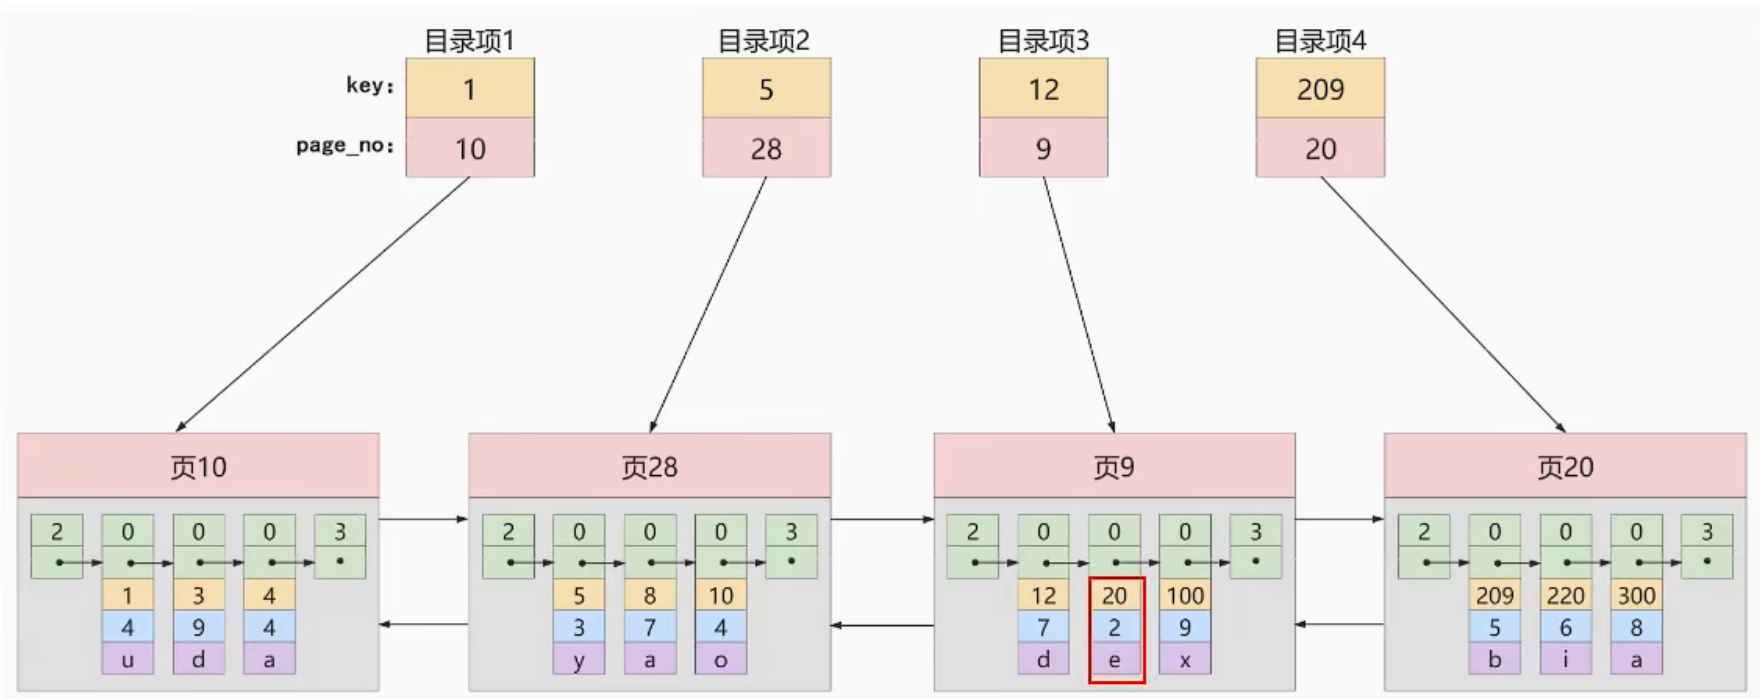 目录项1 目录项2 目录项3 目录项4
key: 1 5 12 209
page_no: 10 28 9 20
页10 页28 页9 页20
2 0 0 0 3 2 0 0 0 3 2 0 0 0 3 2 0 0 0 3
1 3 4 5 8 10 12 20 100 209 220 300
4 9 4 3 7 4 7 2 9 5 6 8
u d a y a o d e x b i a